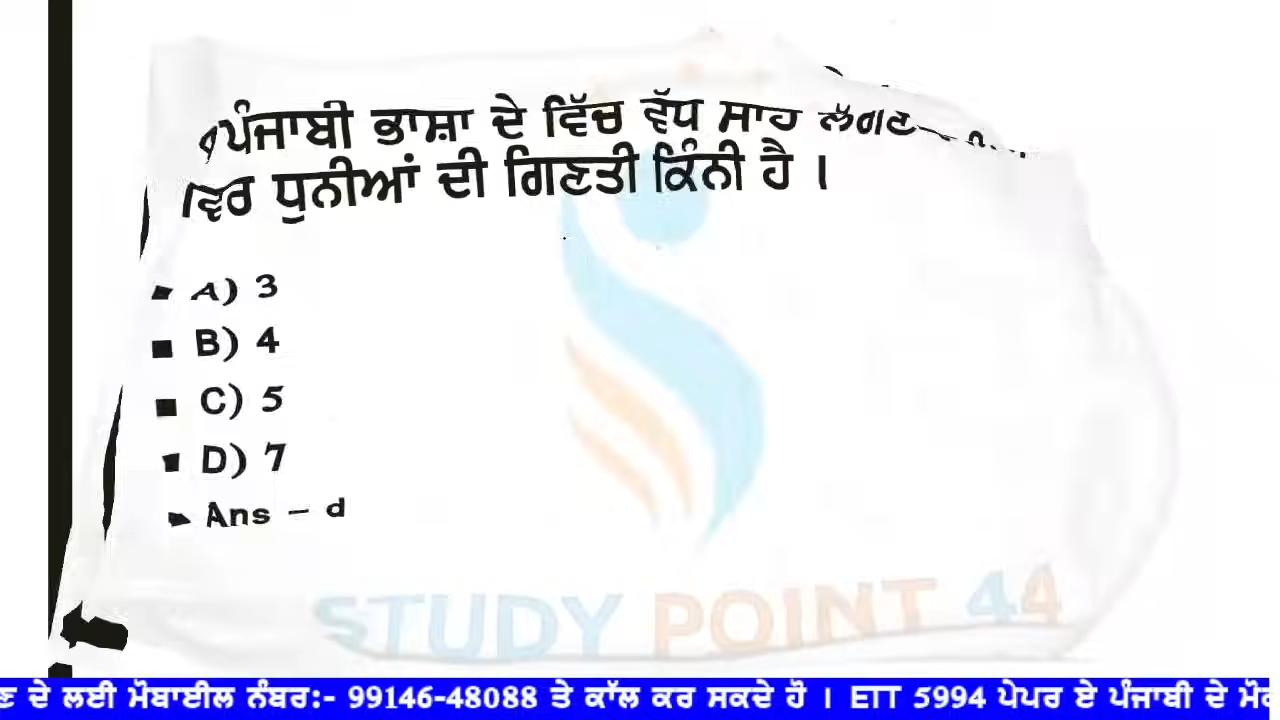 ਪੰਜਾਬੀ ਭਾਸ਼ਾ ਦੇ ਵਿੱਚ ਵੱਧ ਸਾਹ ਲੱਗਣ
ਧੁਨੀਆਂ ਦੀ ਗਿਣਤੀ ਕਿੰਨੀ ਹੈ ।
A) 3
B) 4
C) 5
D) 7
Ans – d
STUDY POINT 44
ਦੇ ਲਈ ਮੋਬਾਈਲ ਨੰਬਰ:- 99146-48088 ਤੇ ਕਾੱਲ ਕਰ ਸਕਦੇ ਹੋ । ETT 5994 ਪੇਪਰ ਏ ਪੰਜਾਬੀ ਦੇ